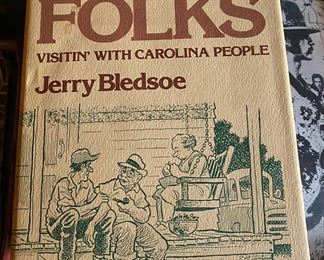 FOLKS
VISITIN' WITH CAROLINA PEOPLE
Jerry Bledsoe